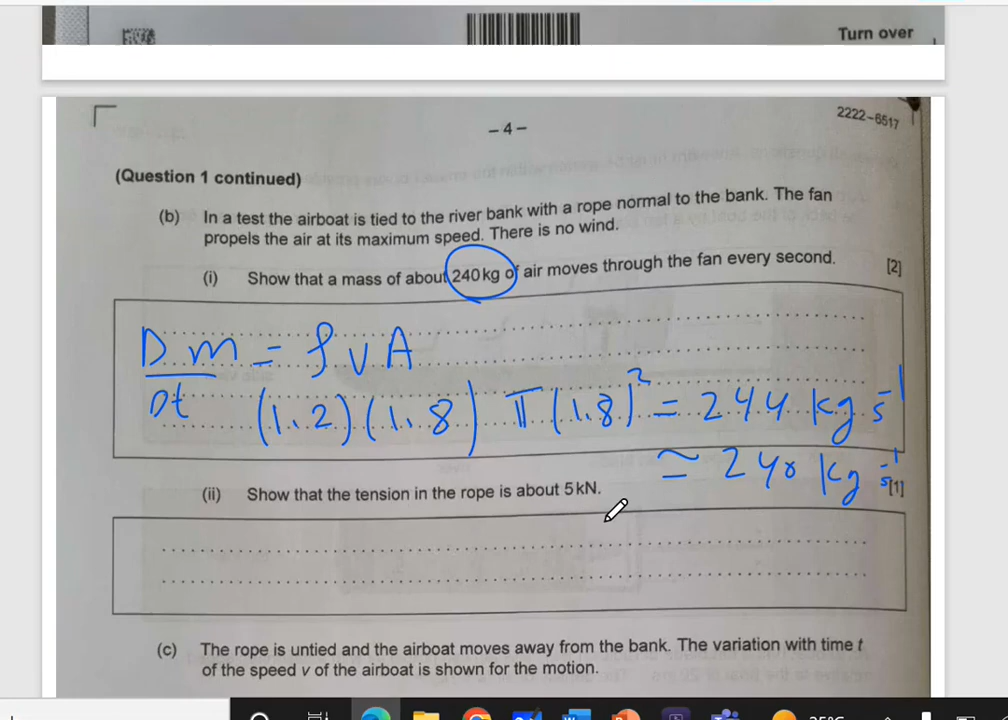 Turn over
– 4 –
2222–6517
(Question 1 continued)
(b) In a test the airboat is tied to the river bank with a rope normal to the bank. The fan
propels the air at its maximum speed. There is no wind.
(i) Show that a mass of about 240 kg of air moves through the fan every second. [2]
Dm/Dt = ρ v A
(1.2)(1.8) π (1.8)² = 244 kg s⁻¹
≃ 240 kg s⁻¹
(ii) Show that the tension in the rope is about 5 kN. [1]
(c) The rope is untied and the airboat moves away from the bank. The variation with time t
of the speed v of the airboat is shown for the motion.